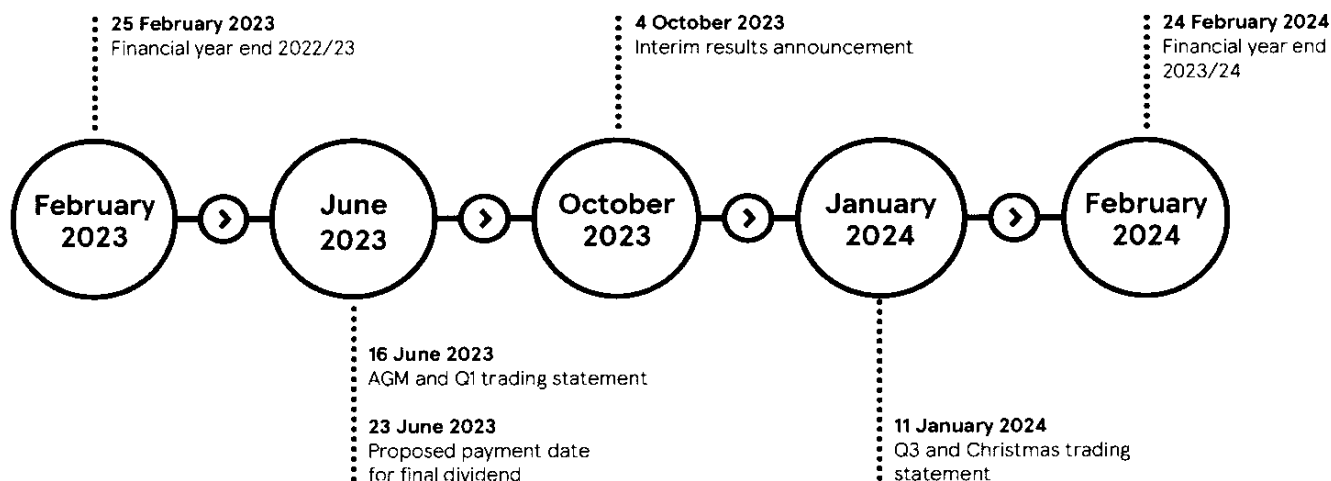 25 February 2023
Financial year end 2022/23
4 October 2023
Interim results announcement
24 February 2024
Financial year end
2023/24
February
2023
June
2023
October
2023
January
2024
February
2024
16 June 2023
AGM and Q1 trading statement
23 June 2023
Proposed payment date
for final dividend
11 January 2024
Q3 and Christmas trading
statement